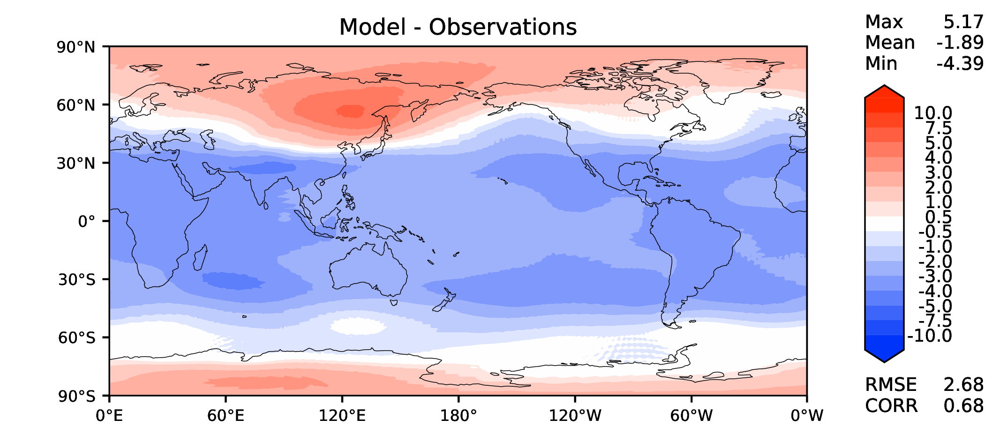 Model - Observations
Max 5.17
Mean -1.89
Min -4.39
90°N
60°N
30°N
0°
30°S
60°S
90°S
0°E 60°E 120°E 180° 120°W 60°W 0°W
10.0
7.5
5.0
4.0
3.0
2.0
1.0
0.5
-0.5
-1.0
-2.0
-3.0
-4.0
-5.0
-7.5
-10.0
RMSE 2.68
CORR 0.68